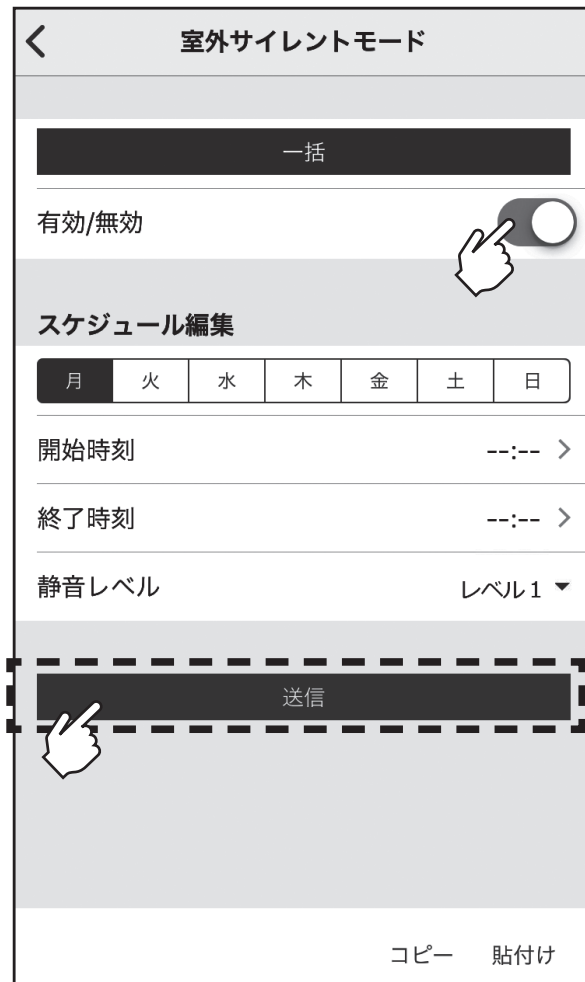 室外サイレントモード
一括
有効/無効
スケジュール編集
月 火 水 木 金 土 日
開始時刻 --:--
終了時刻 --:--
静音レベル レベル1
送信
コピー 貼付け